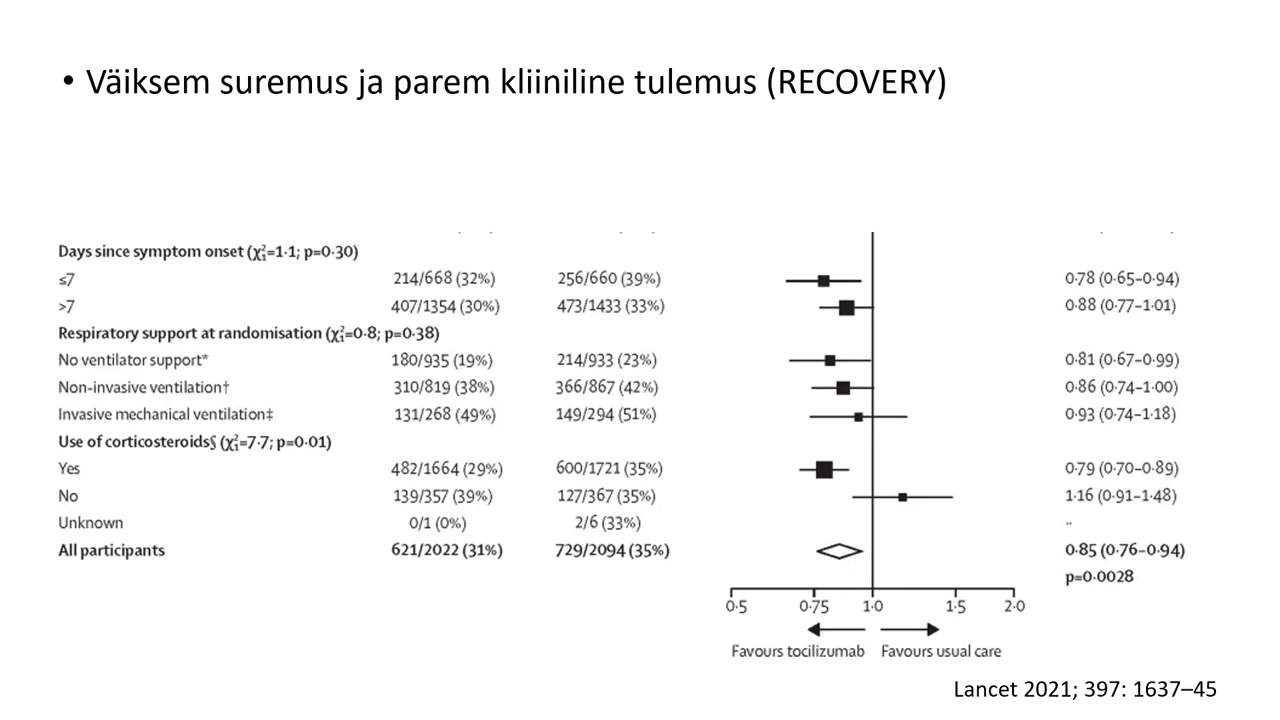 • Väiksem suremus ja parem kliiniline tulemus (RECOVERY)
Days since symptom onset (χ²₁=1·1; p=0·30)
≤7 214/668 (32%) 256/660 (39%) 0·78 (0·65–0·94)
>7 407/1354 (30%) 473/1433 (33%) 0·88 (0·77–1·01)
Respiratory support at randomisation (χ²₁=0·8; p=0·38)
No ventilator support* 180/935 (19%) 214/933 (23%) 0·81 (0·67–0·99)
Non-invasive ventilation† 310/819 (38%) 366/867 (42%) 0·86 (0·74–1·00)
Invasive mechanical ventilation‡ 131/268 (49%) 149/294 (51%) 0·93 (0·74–1·18)
Use of corticosteroids§ (χ²₁=7·7; p=0·01)
Yes 482/1664 (29%) 600/1721 (35%) 0·79 (0·70–0·89)
No 139/357 (39%) 127/367 (35%) 1·16 (0·91–1·48)
Unknown 0/1 (0%) 2/6 (33%) ··
All participants 621/2022 (31%) 729/2094 (35%) 0·85 (0·76–0·94)
p=0·0028
0·5 0·75 1·0 1·5 2·0
Favours tocilizumab Favours usual care
Lancet 2021; 397: 1637–45